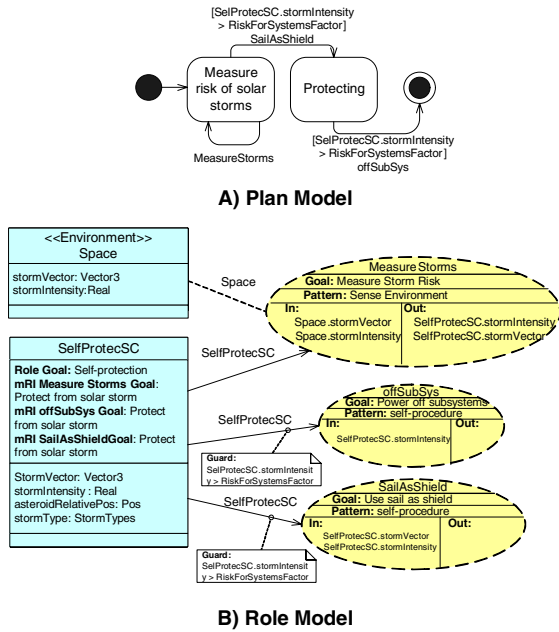 [SelProtecSC.stormIntensity
> RiskForSystemsFactor]
SailAsShield
Measure
risk of solar
storms
Protecting
MeasureStorms
[SelProtecSC.stormIntensity
> RiskForSystemsFactor]
offSubSys
A) Plan Model
<<Environment>>
Space
stormVector: Vector3
stormIntensity:Real
Space
MeasureStorms
Goal: Measure Storm Risk
Pattern: Sense Environment
In:
Space.stormVector
Space.stormIntensity
Out:
SelfProtecSC.stormIntensity
SelfProtecSC.stormVector
SelfProtecSC
Role Goal: Self-protection
mRI Measure Storms Goal:
Protect from solar storm
mRI offSubSys Goal: Protect
from solar storm
mRI SailAsShieldGoal: Protect
from solar storm
StormVector: Vector3
stormIntensity : Real
asteroidRelativePos: Pos
stormType: StormTypes
SelfProtecSC
SelfProtecSC
offSubSys
Goal: Power off subsystems
Pattern: self-procedure
In:
SelfProtecSC.stormIntensity
Out:
Guard:
SelfProtecSC.stormIntensit
y > RiskForSystemsFactor
SelfProtecSC
SailAsShield
Goal: Use sail as shield
Pattern: self-procedure
In:
SelfProtecSC.stormVector
SelfProtecSC.stormIntensity
Out:
Guard:
SelfProtecSC.stormIntensit
y > RiskForSystemsFactor
B) Role Model